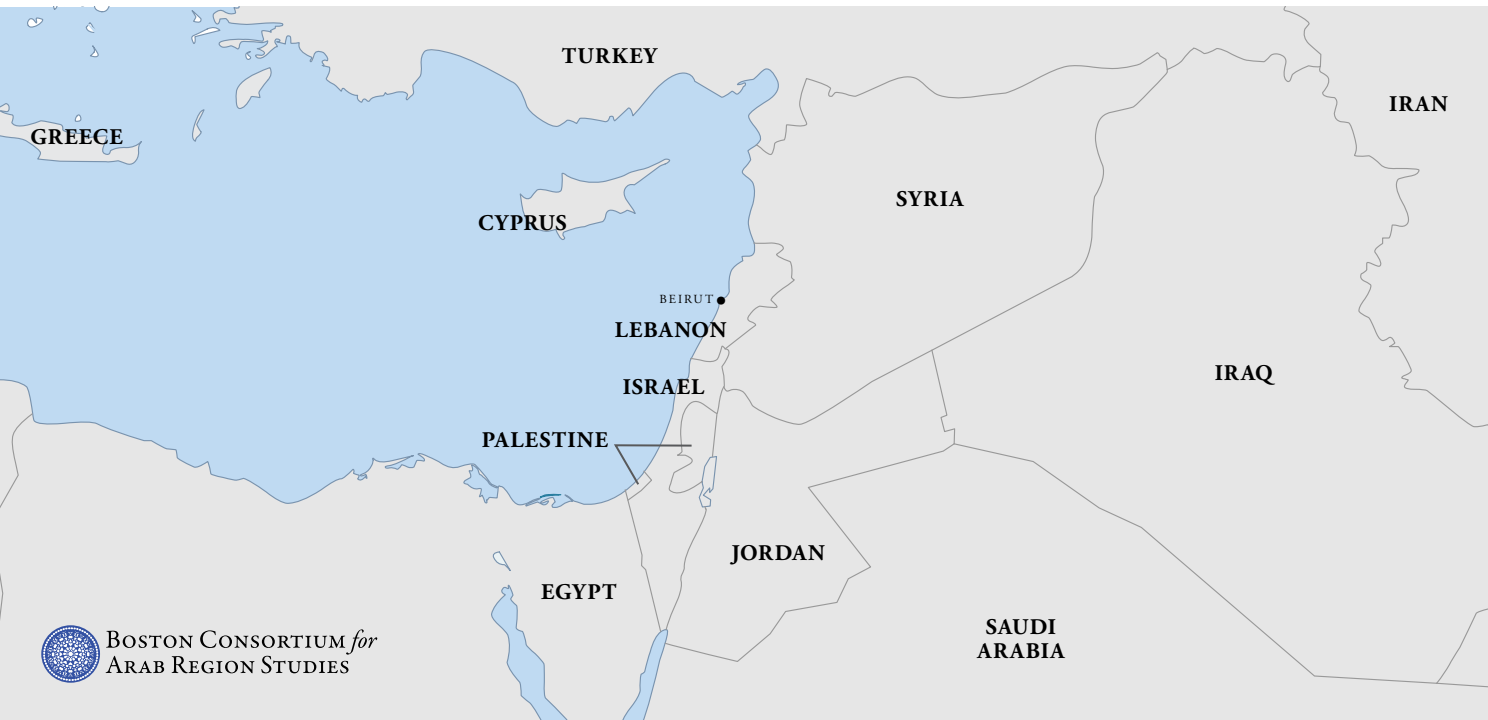 TURKEY
IRAN
GREECE
SYRIA
CYPRUS
BEIRUT
LEBANON
IRAQ
ISRAEL
PALESTINE
JORDAN
EGYPT
SAUDI
ARABIA
BOSTON CONSORTIUM for
ARAB REGION STUDIES